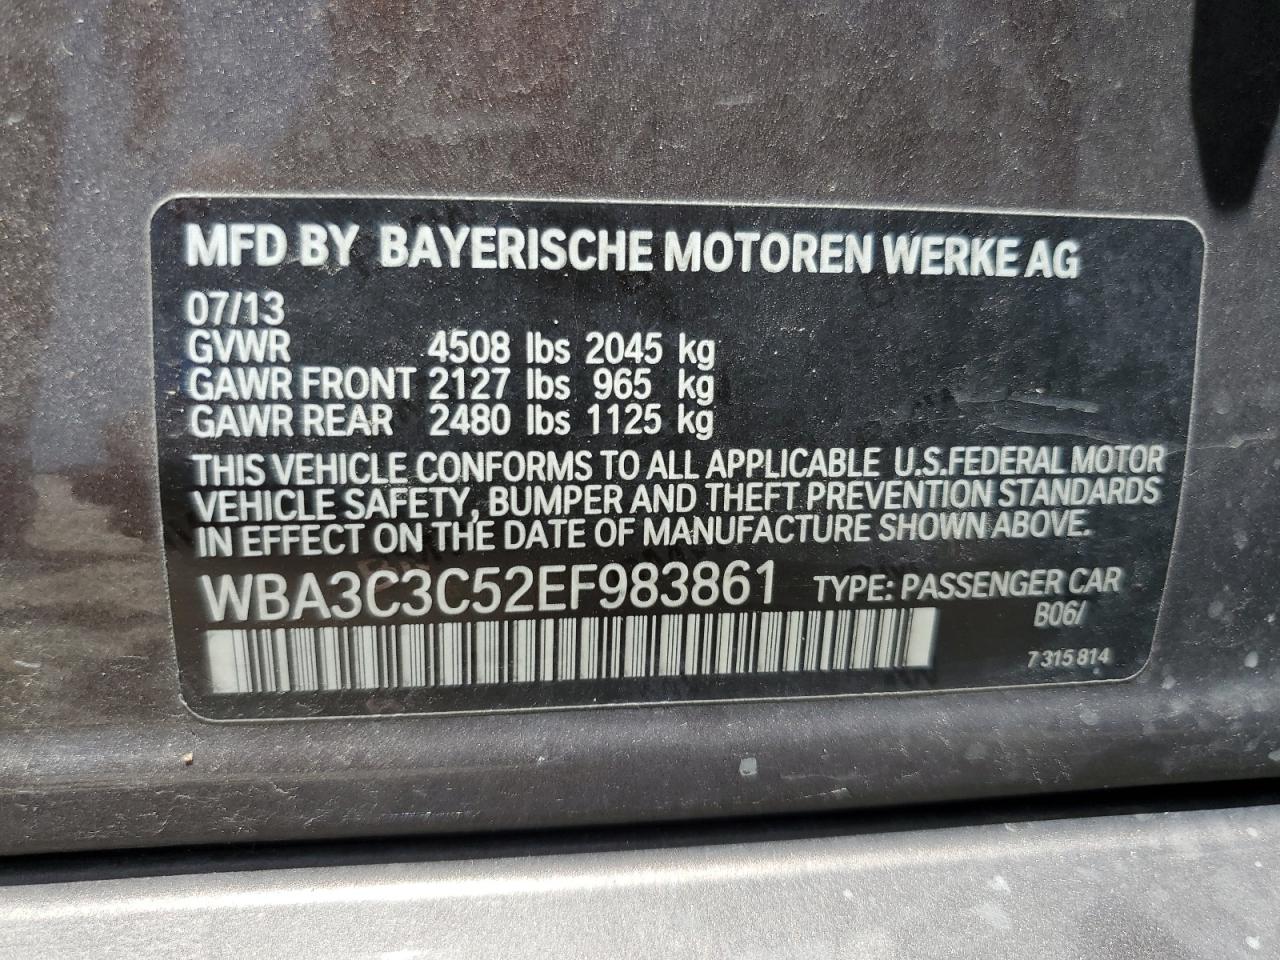 MFD BY BAYERISCHE MOTOREN WERKE AG
07/13
GVWR 4508 lbs 2045 kg
GAWR FRONT 2127 lbs 965 kg
GAWR REAR 2480 lbs 1125 kg
THIS VEHICLE CONFORMS TO ALL APPLICABLE U.S.FEDERAL MOTOR
VEHICLE SAFETY, BUMPER AND THEFT PREVENTION STANDARDS
IN EFFECT ON THE DATE OF MANUFACTURE SHOWN ABOVE.
WBA3C3C52EF983861 TYPE: PASSENGER CAR
B06/
7 315 814